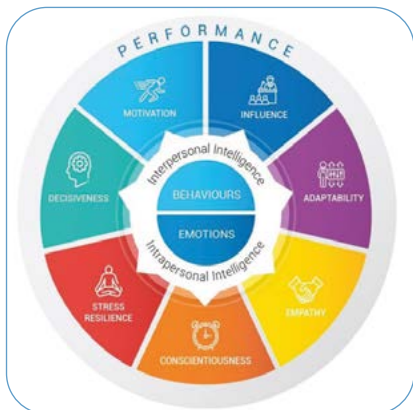 PERFORMANCE
MOTIVATION
INFLUENCE
DECISIVENESS
ADAPTABILITY
Interpersonal Intelligence
BEHAVIOURS
EMOTIONS
Intrapersonal Intelligence
STRESS
RESILIENCE
EMPATHY
CONSCIENTIOUSNESS